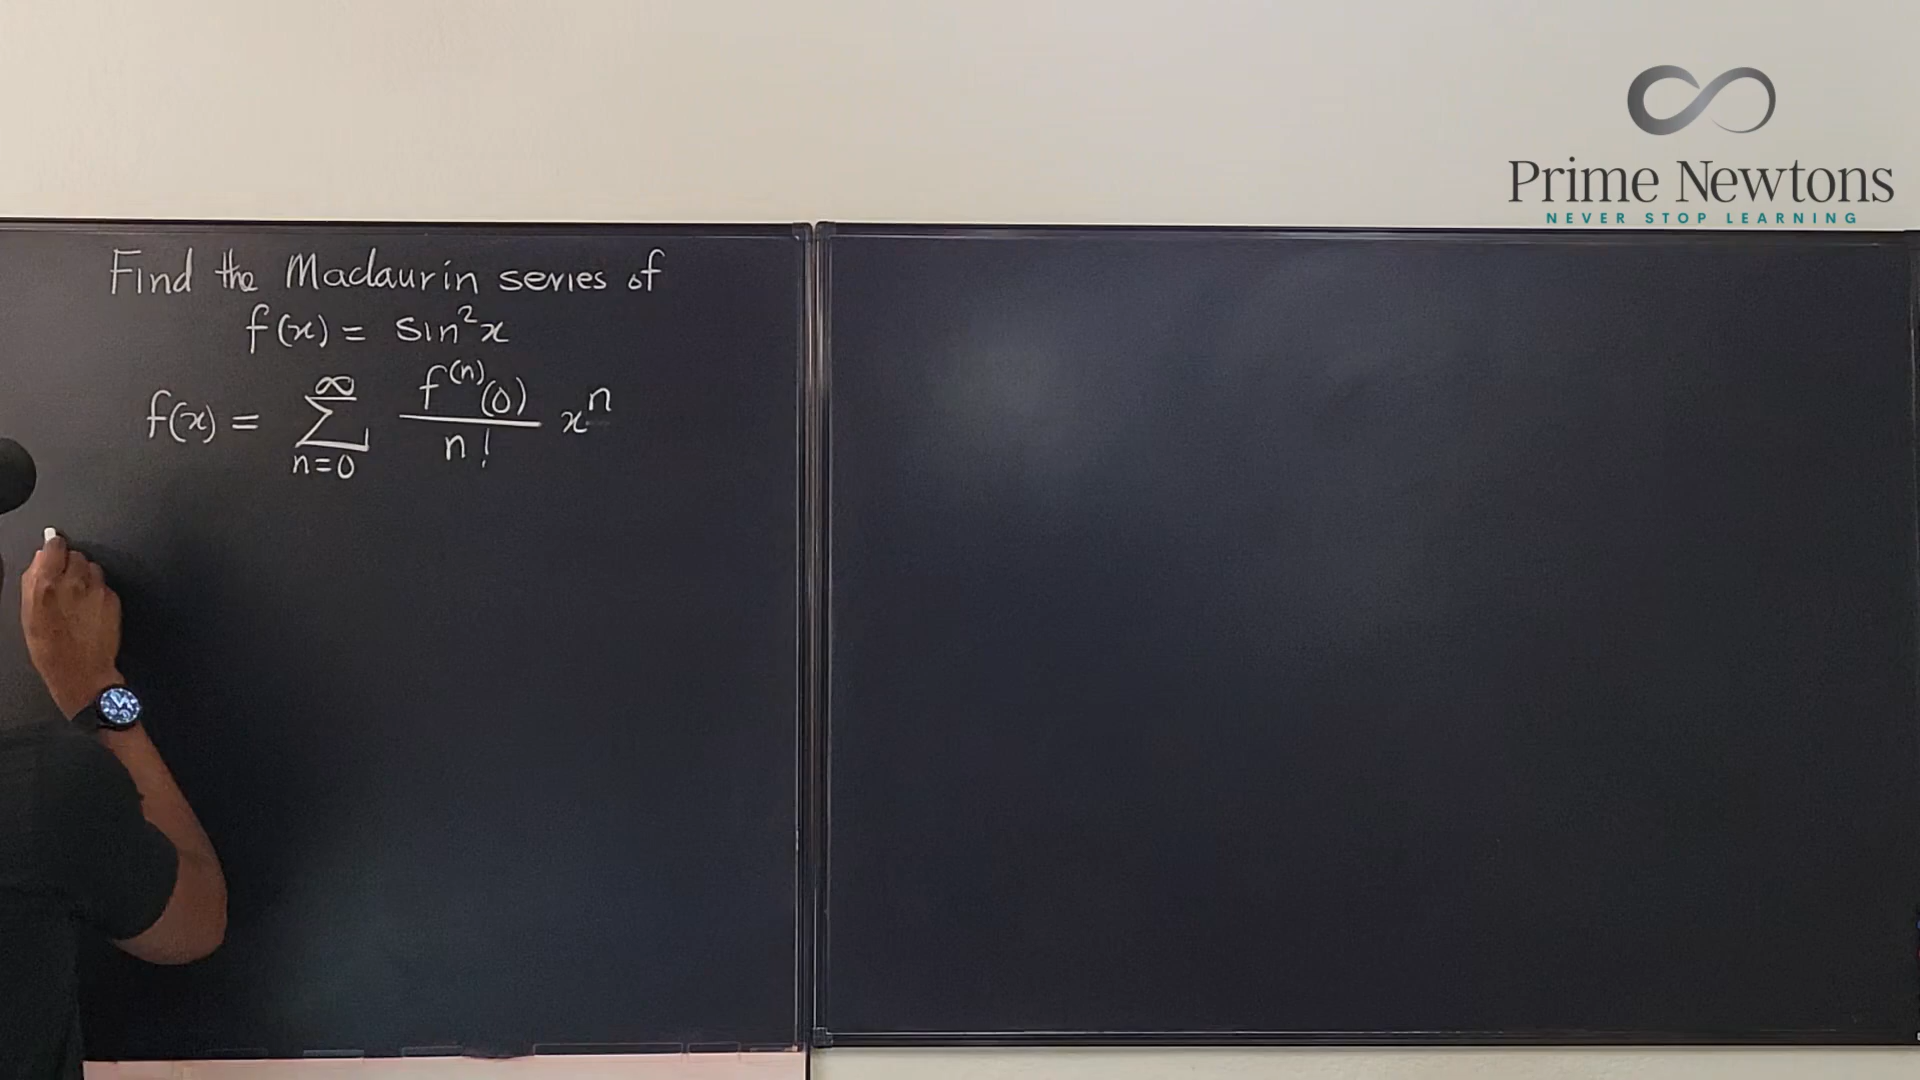 Prime Newtons
NEVER STOP LEARNING
Find the Maclaurin series of
f(x) = sin²x
f(x) = ∑_{n=0}^{∞} f^{(n)}(0)/n! x^n